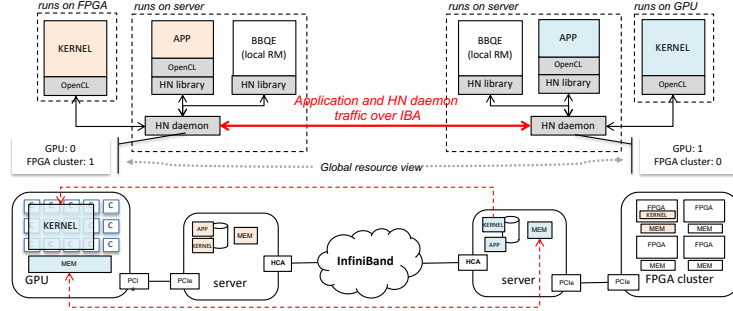 runs on FPGA
runs on server
runs on server
runs on GPU
KERNEL
OpenCL
APP
OpenCL
HN library
BBQE
(local RM)
HN library
BBQE
(local RM)
HN library
APP
OpenCL
HN library
KERNEL
OpenCL
Application and HN daemon
traffic over IBA
HN daemon
HN daemon
GPU: 0
FPGA cluster: 1
Global resource view
GPU: 1
FPGA cluster: 0
C C C C C
C C
C C
KERNEL
MEM
GPU
PCI
e
PCIe
APP
KERNEL
MEM
server
HCA
InfiniBand
HCA
KERNEL
APP
MEM
server
PCIe
PCIe
FPGA
KERNEL
MEM
FPGA
MEM
FPGA
MEM
FPGA
MEM
FPGA cluster